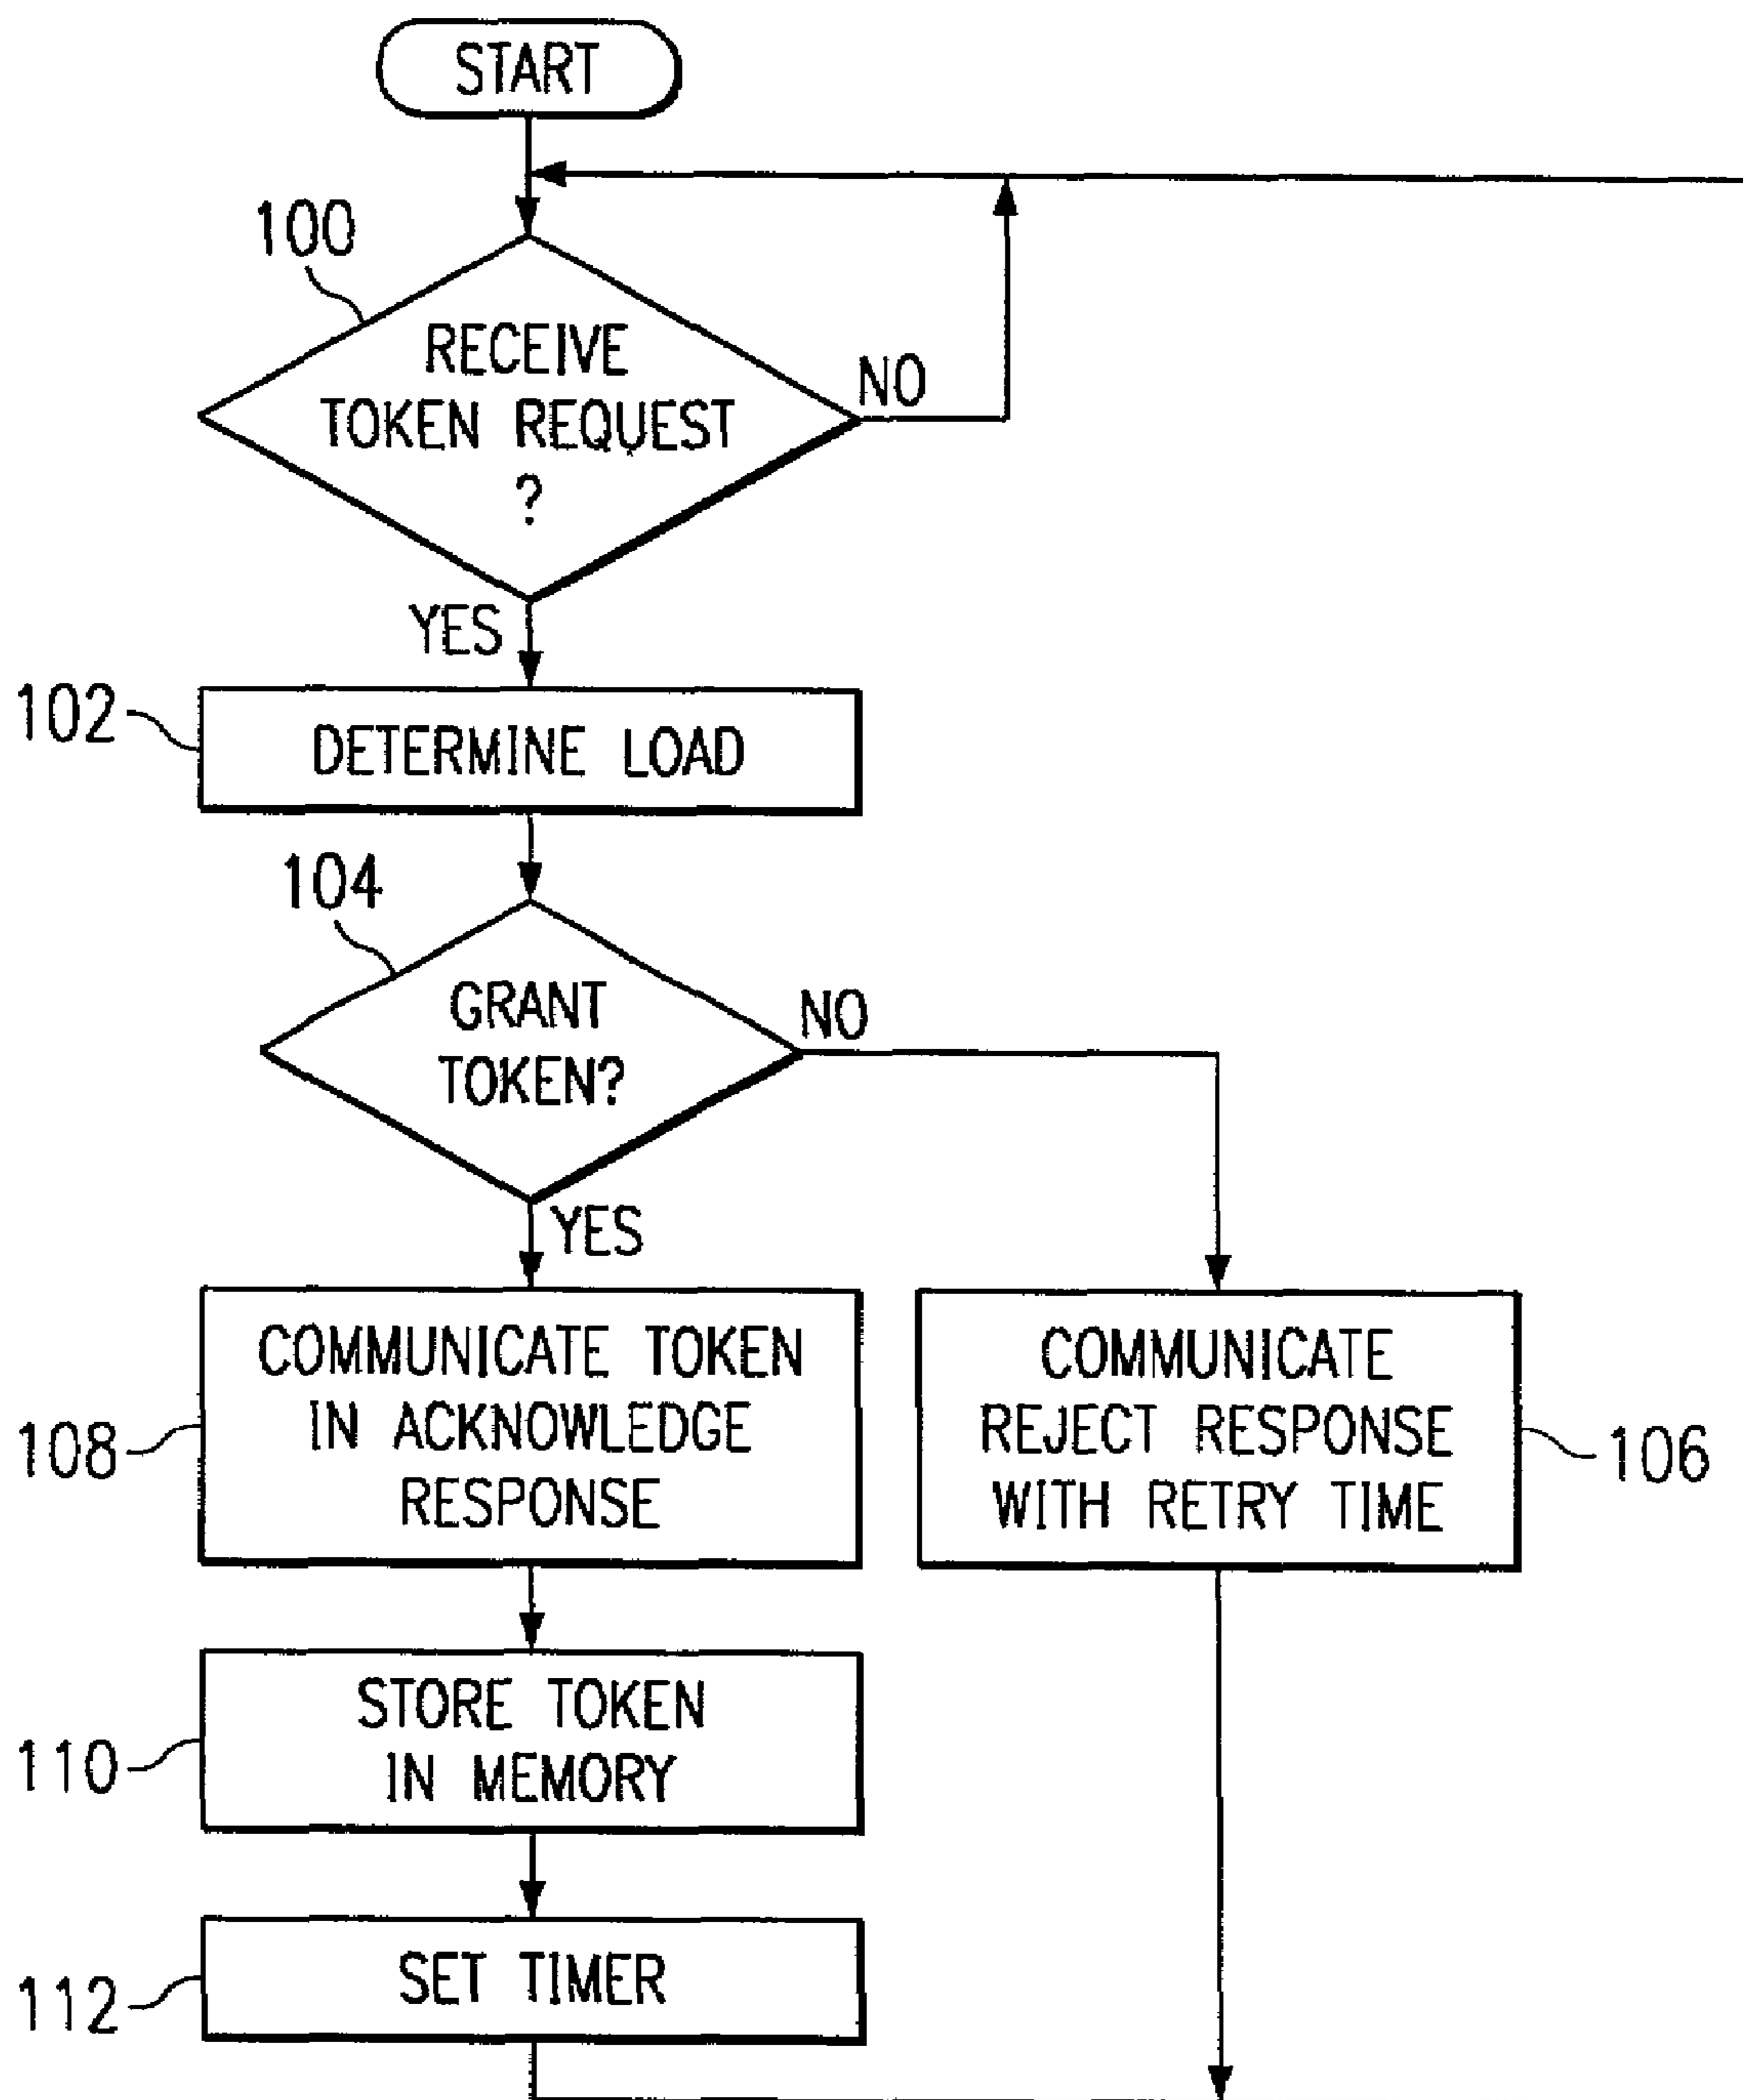 START
100
RECEIVE
TOKEN REQUEST
?
NO
YES
102
DETERMINE LOAD
104
GRANT
TOKEN?
NO
YES
108
COMMUNICATE TOKEN
IN ACKNOWLEDGE
RESPONSE
COMMUNICATE
REJECT RESPONSE
WITH RETRY TIME
106
110
STORE TOKEN
IN MEMORY
112
SET TIMER